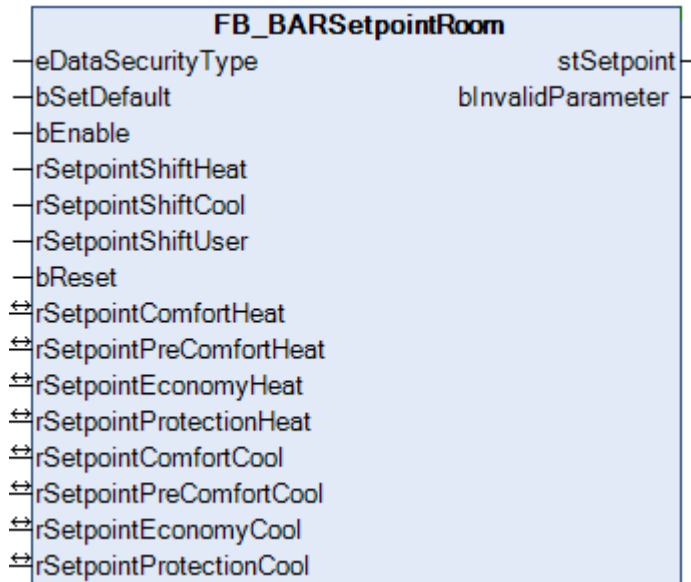 FB_BARSetpointRoom
eDataSecurityType stSetpoint
bSetDefault bInvalidParameter
bEnable
rSetpointShiftHeat
rSetpointShiftCool
rSetpointShiftUser
bReset
rSetpointComfortHeat
rSetpointPreComfortHeat
rSetpointEconomyHeat
rSetpointProtectionHeat
rSetpointComfortCool
rSetpointPreComfortCool
rSetpointEconomyCool
rSetpointProtectionCool